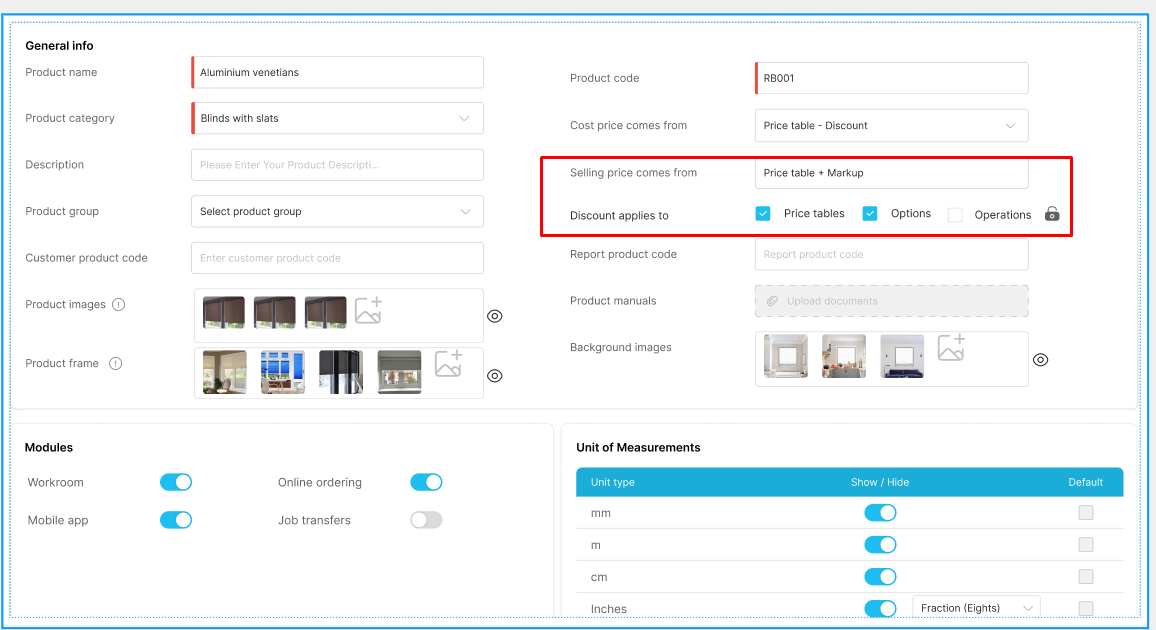 General info
Product name
Aluminium venetians
Product category
Blinds with slats
Description
Please Enter Your Product Descripti...
Product group
Select product group
Customer product code
Enter customer product code
Product images
Product frame
Product code
RB001
Cost price comes from
Price table - Discount
Selling price comes from
Price table + Markup
Discount applies to
Price tables
Options
Operations
Report product code
Report product code
Product manuals
Upload documents
Background images
Modules
Workroom
Online ordering
Mobile app
Job transfers
Unit of Measurements
Unit type
Show / Hide
Default
mm
m
cm
Inches
Fraction (Eights)